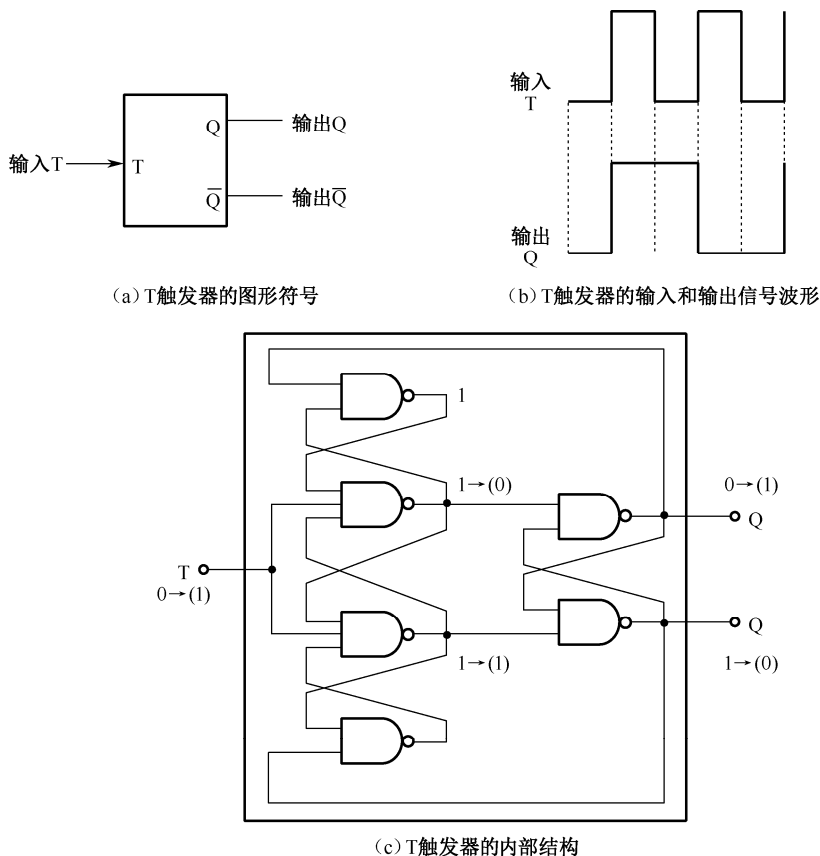 输入T
T
Q
Q̅
输出Q
输出Q̅
(a)T触发器的图形符号
输入
T
输出
Q
(b)T触发器的输入和输出信号波形
1
1→(0)
0→(1)
Q
T
0→(1)
Q
1→(1)
1→(0)
(c)T触发器的内部结构